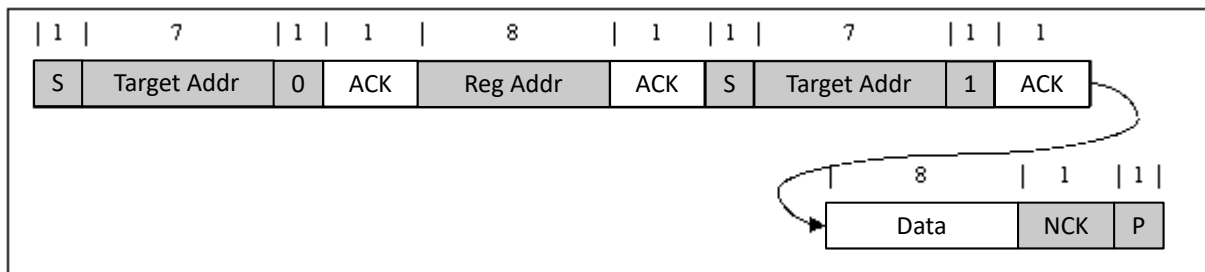 | 1 | 7 | 1 | 1 | 8 | 1 | 1 | 7 | 1 | 1
S Target Addr 0 ACK Reg Addr ACK S Target Addr 1 ACK
| 8 | 1 | 1 |
Data NCK P